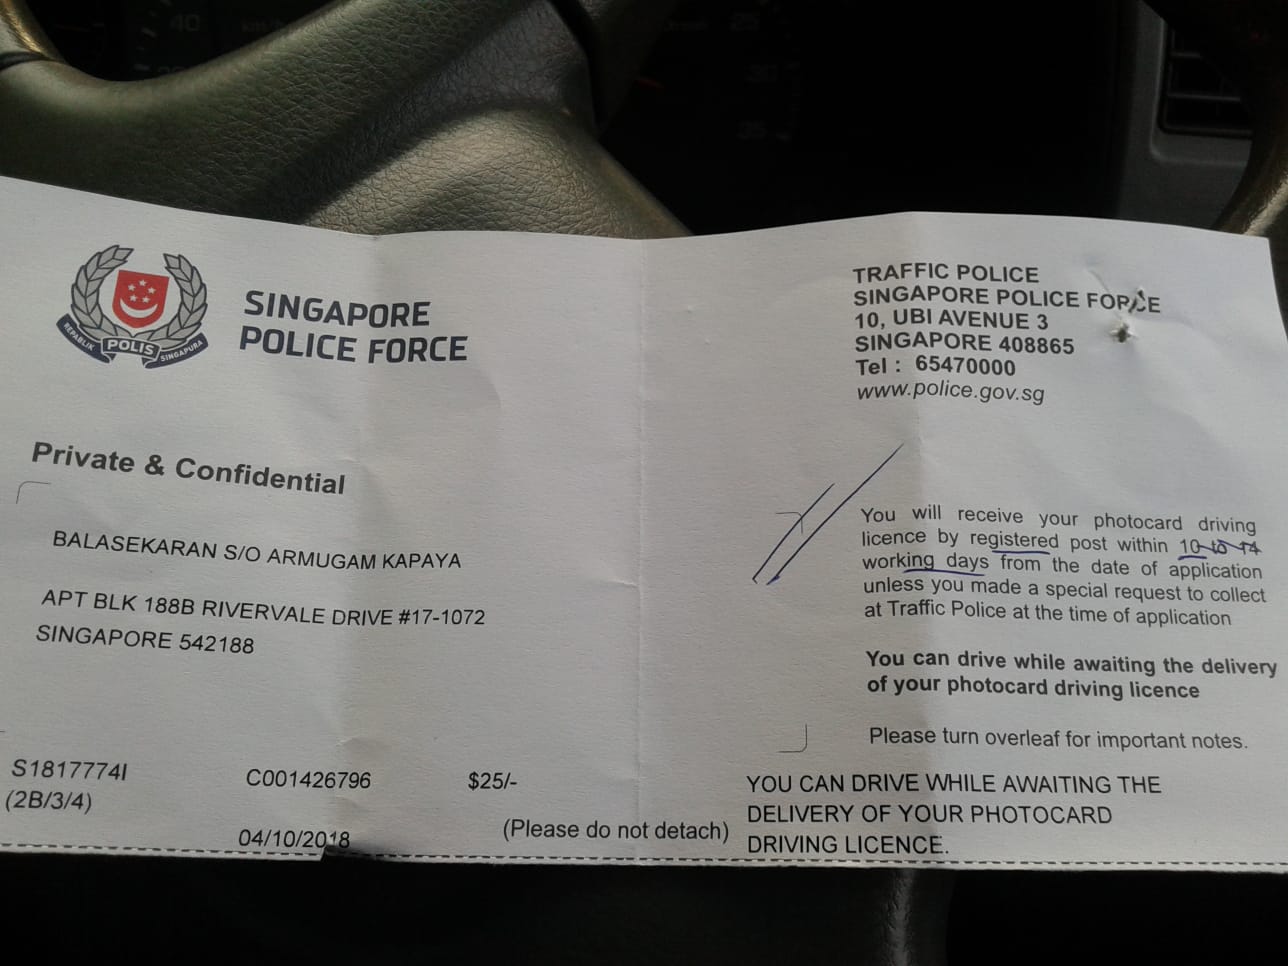 REPABLIK POLIS SINGAPURA
SINGAPORE
POLICE FORCE
Private & Confidential
BALASEKARAN S/O ARMUGAM KAPAYA
APT BLK 188B RIVERVALE DRIVE #17-1072
SINGAPORE 542188
S1817774I
(2B/3/4)
C001426796
$25/-
04/10/2018
(Please do not detach)
TRAFFIC POLICE
SINGAPORE POLICE FORCE
10, UBI AVENUE 3
SINGAPORE 408865
Tel : 65470000
www.police.gov.sg
You will receive your photocard driving
licence by registered post within 10 to 14
working days from the date of application
unless you made a special request to collect
at Traffic Police at the time of application
You can drive while awaiting the delivery
of your photocard driving licence
Please turn overleaf for important notes.
YOU CAN DRIVE WHILE AWAITING THE
DELIVERY OF YOUR PHOTOCARD
DRIVING LICENCE.